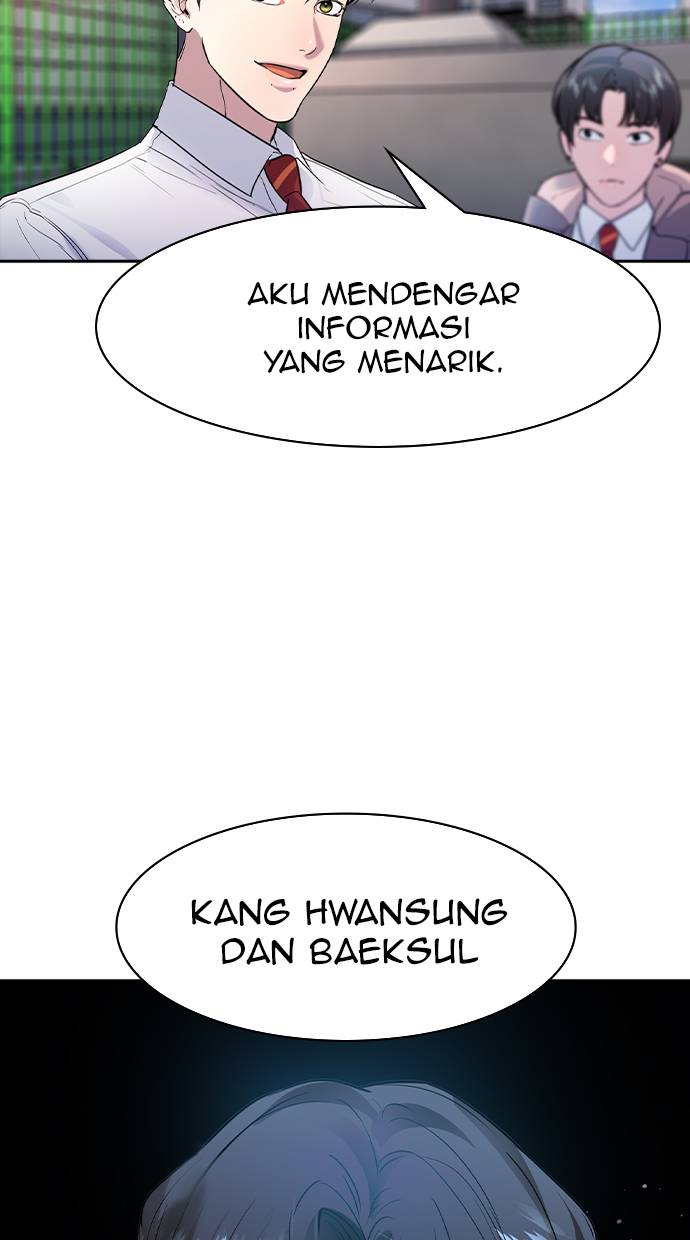 AKU MENDENGAR
INFORMASI
YANG MENARIK.
KANG HWANSUNG
DAN BAEKSUL